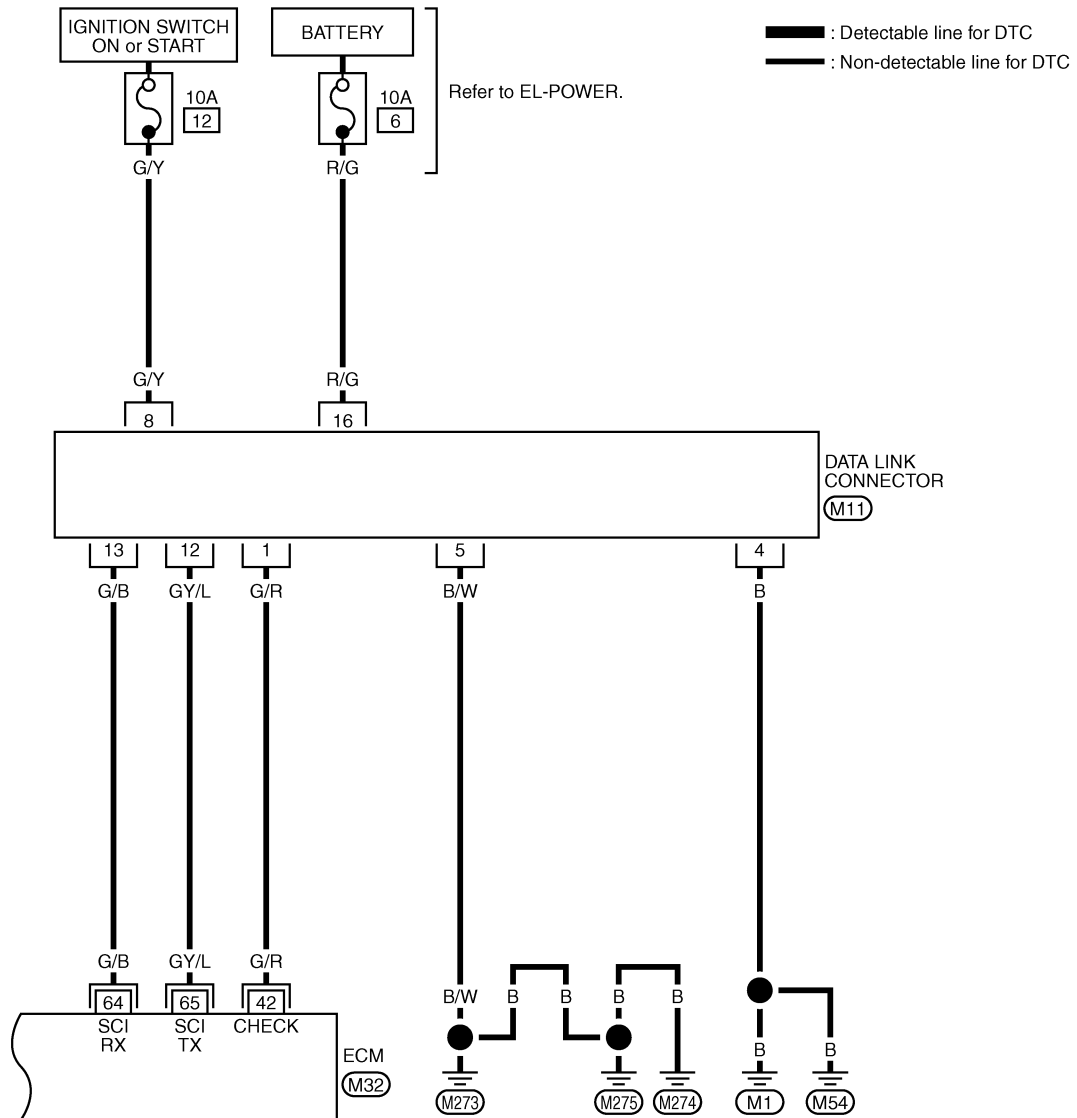 IGNITION SWITCH
ON or START
BATTERY
: Detectable line for DTC
: Non-detectable line for DTC
10A
12
10A
6
Refer to EL-POWER.
G/Y
R/G
G/Y
R/G
8
16
DATA LINK
CONNECTOR
M11
13
12
1
5
4
G/B
GY/L
G/R
B/W
B
G/B
GY/L
G/R
B/W
B
B
B
B
64
65
42
SCI
RX
SCI
TX
CHECK
ECM
M32
B
B
M273
M275
M274
M1
M54